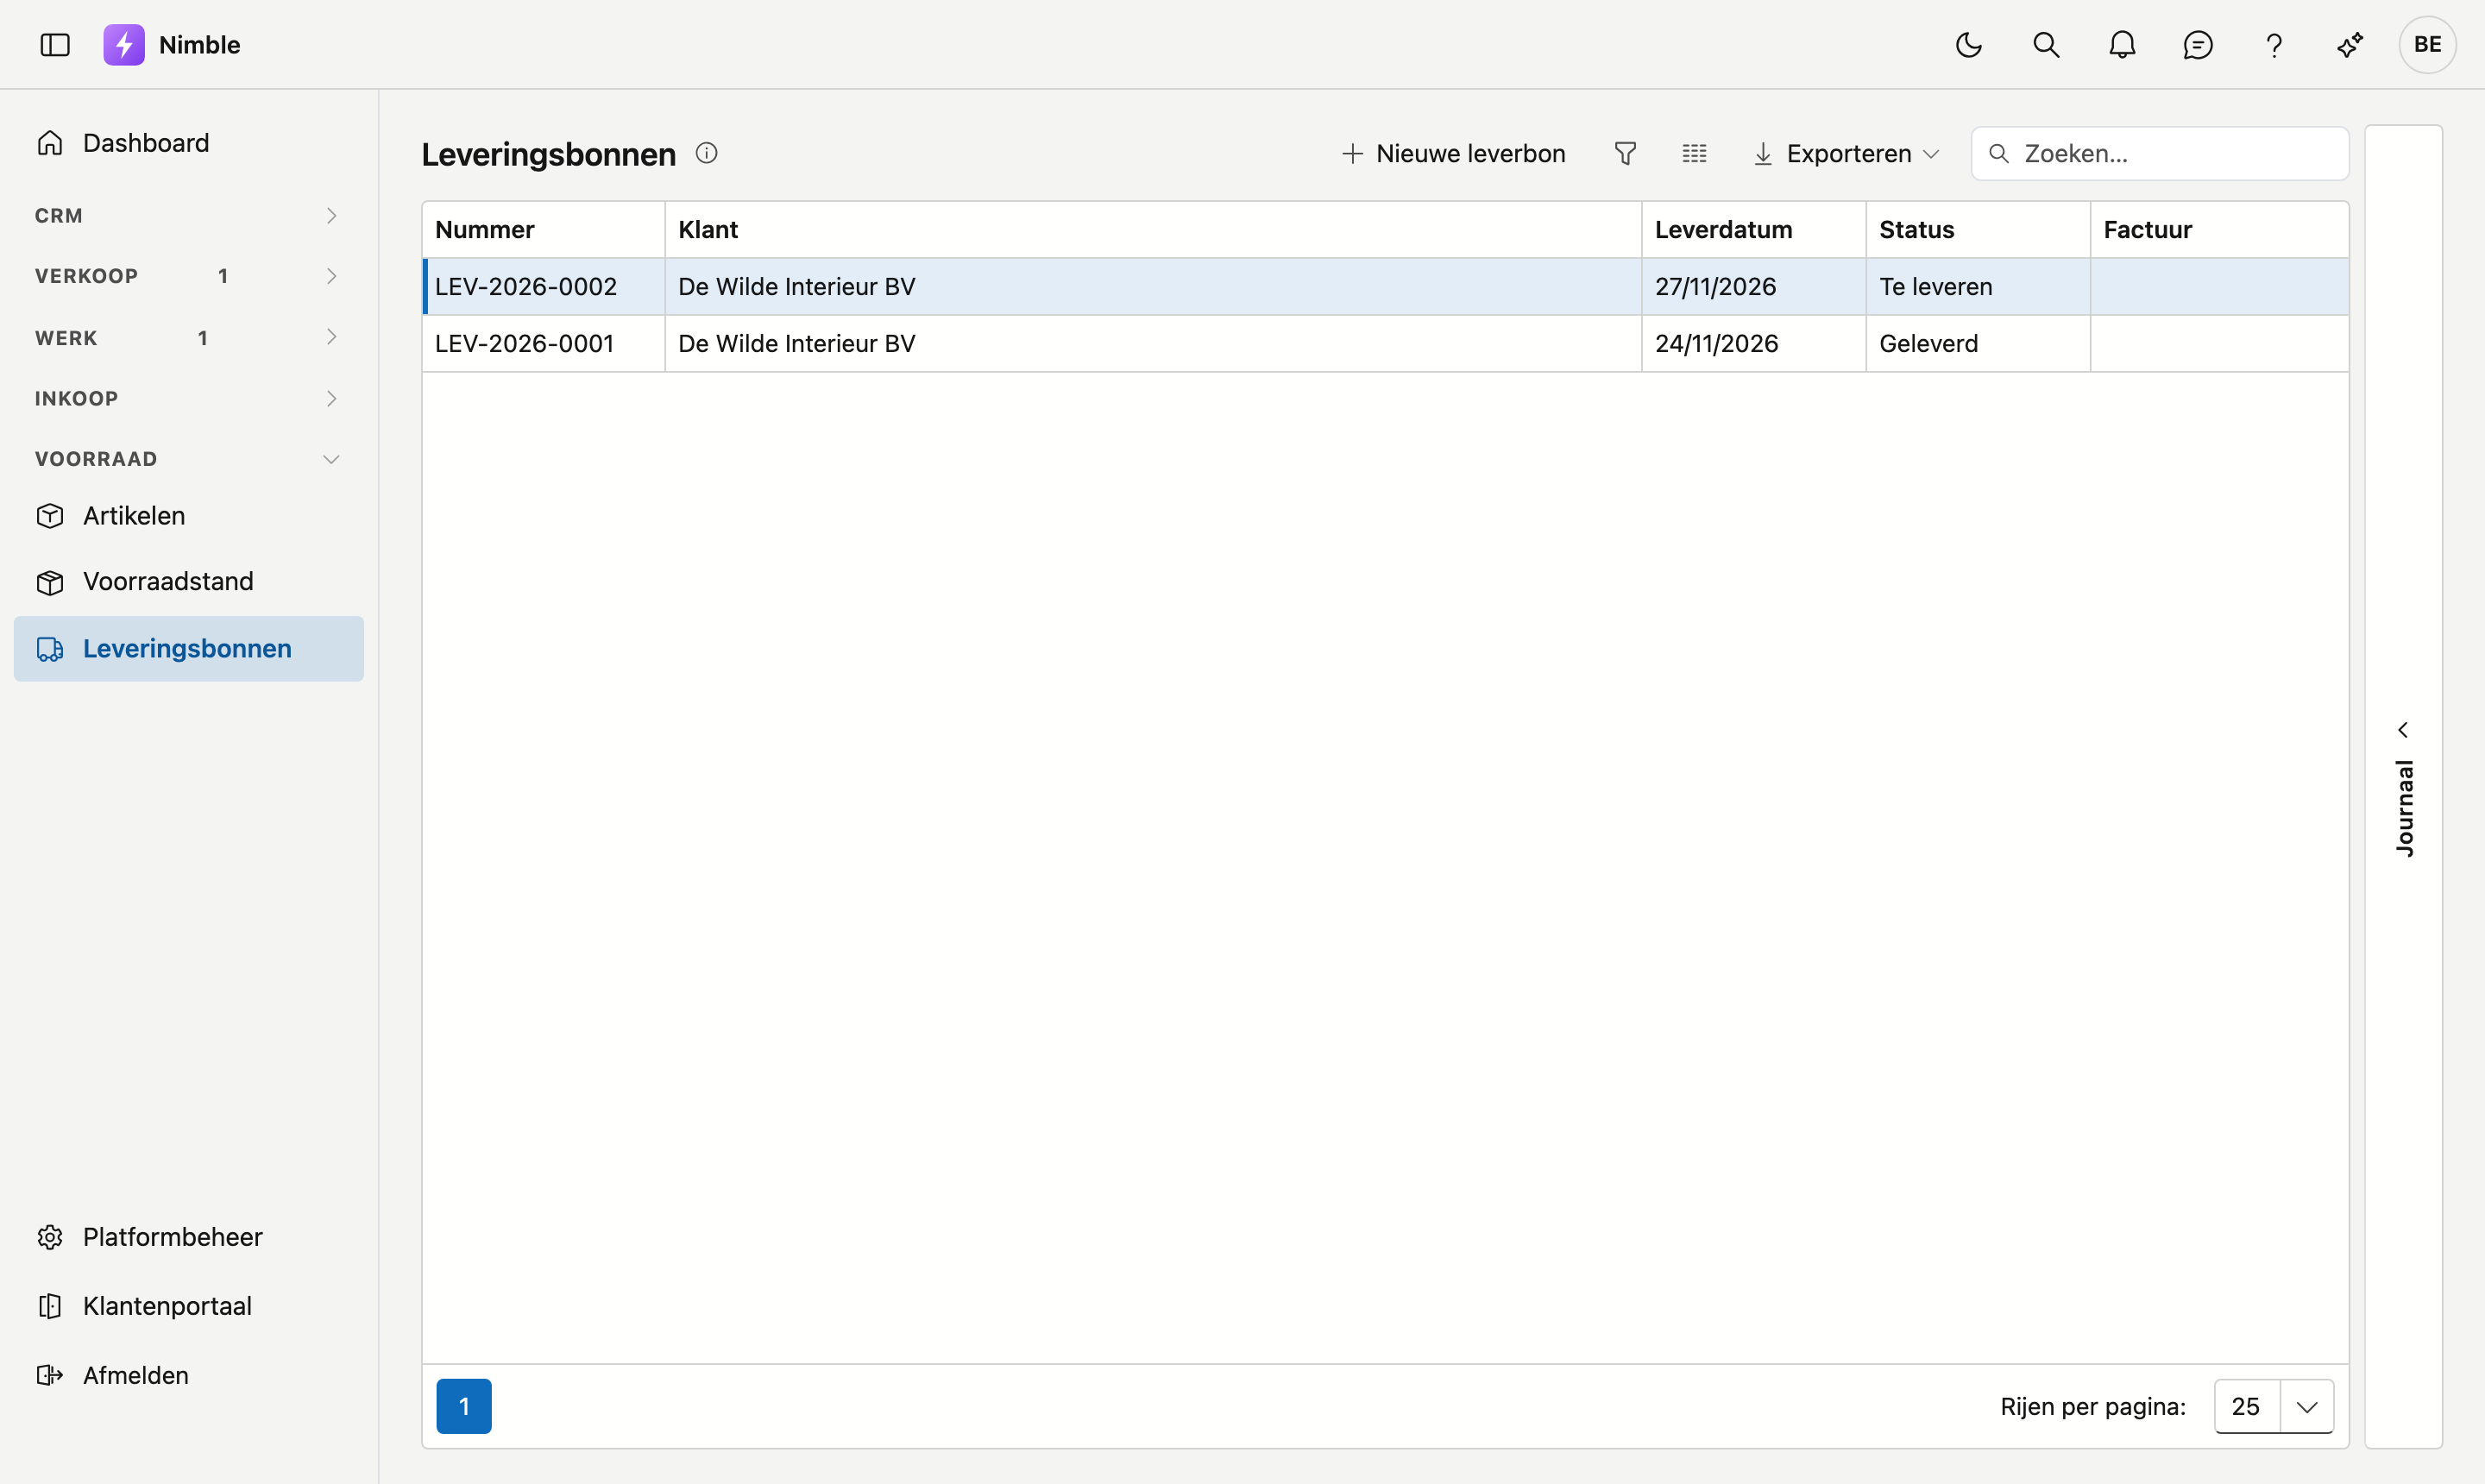 Nimble
BE
Dashboard
CRM
VERKOOP 1
WERK 1
INKOOP
VOORRAAD
Artikelen
Voorraadstand
Leveringsbonnen
Platformbeheer
Klantenportaal
Afmelden
Leveringsbonnen
Nieuwe leverbon
Exporteren
Zoeken...
Nummer Klant Leverdatum Status Factuur
LEV-2026-0002 De Wilde Interieur BV 27/11/2026 Te leveren
LEV-2026-0001 De Wilde Interieur BV 24/11/2026 Geleverd
1
Rijen per pagina: 25
Journaal